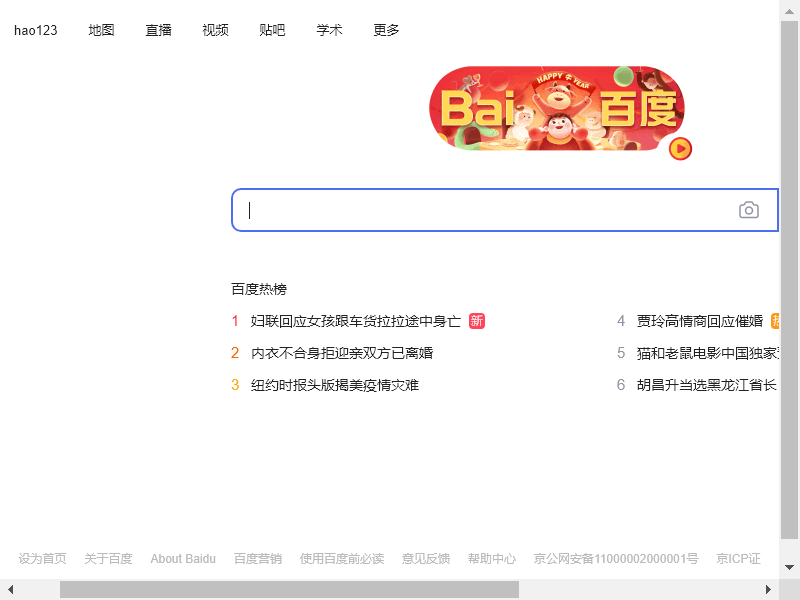 hao123 地图 直播 视频 贴吧 学术 更多
HAPPY 牛 YEAR
Bai 百度
百度热榜
1 妇联回应女孩跟车货拉拉途中身亡 新
4 贾玲高情商回应催婚 热
2 内衣不合身拒迎亲双方已离婚
5 猫和老鼠电影中国独家
3 纽约时报头版揭美疫情灾难
6 胡昌升当选黑龙江省长
设为首页 关于百度 About Baidu 百度营销 使用百度前必读 意见反馈 帮助中心 京公网安备11000002000001号 京ICP证